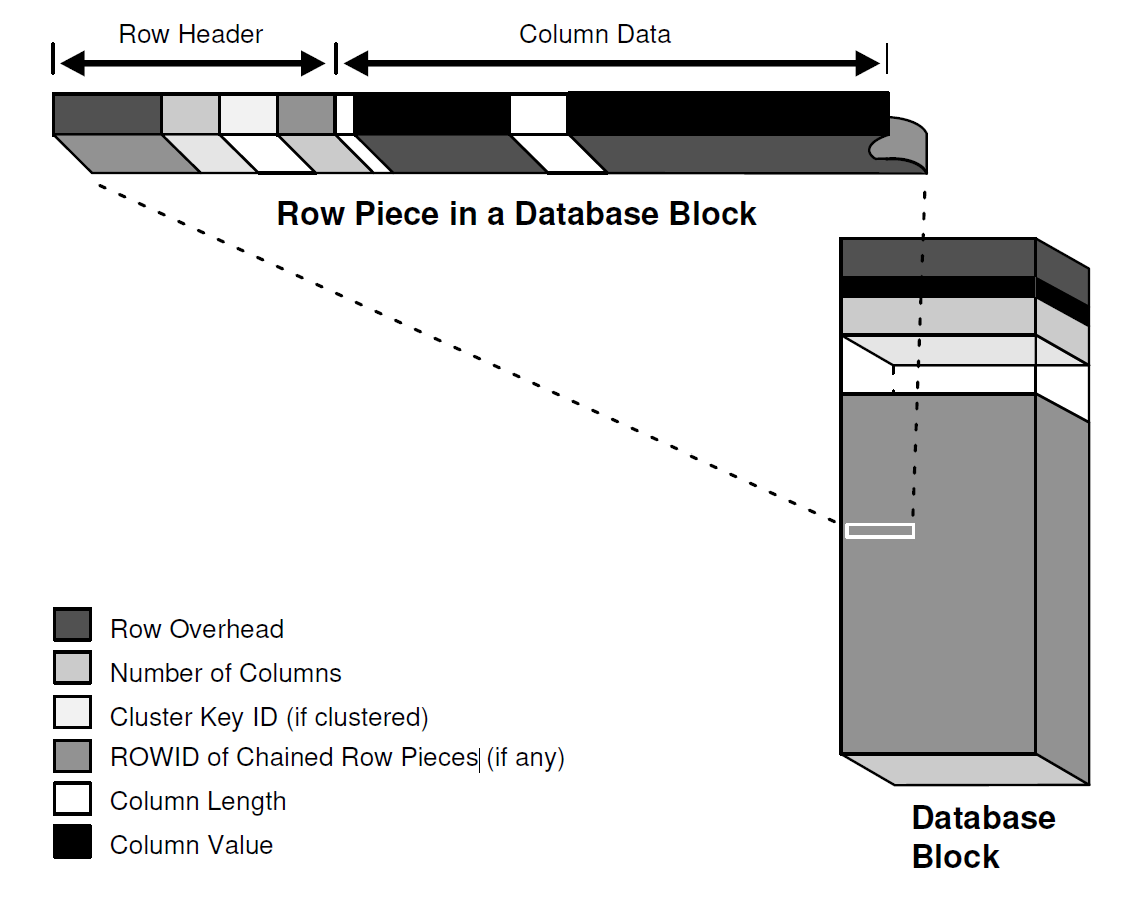 Row Header
Column Data
Row Piece in a Database Block
Row Overhead
Number of Columns
Cluster Key ID (if clustered)
ROWID of Chained Row Pieces (if any)
Column Length
Column Value
Database
Block